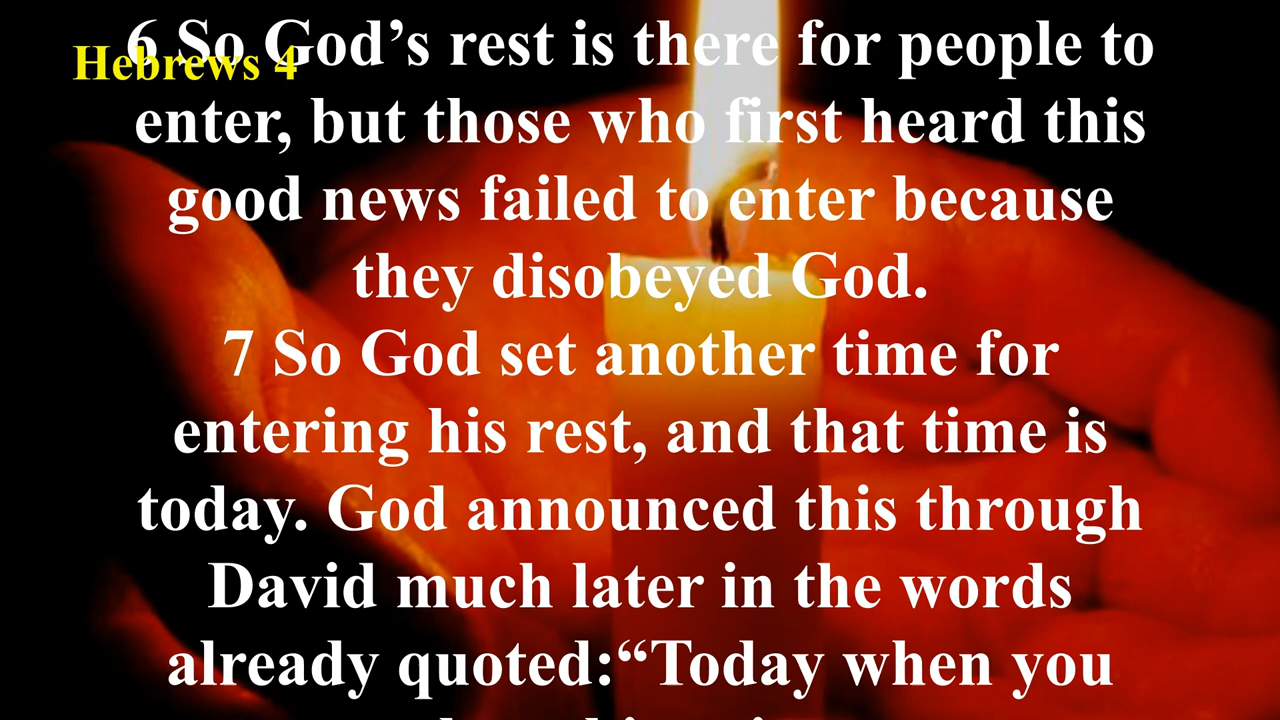 Hebrews 4
6 So God's rest is there for people to
enter, but those who first heard this
good news failed to enter because
they disobeyed God.
7 So God set another time for
entering his rest, and that time is
today. God announced this through
David much later in the words
already quoted:“Today when you